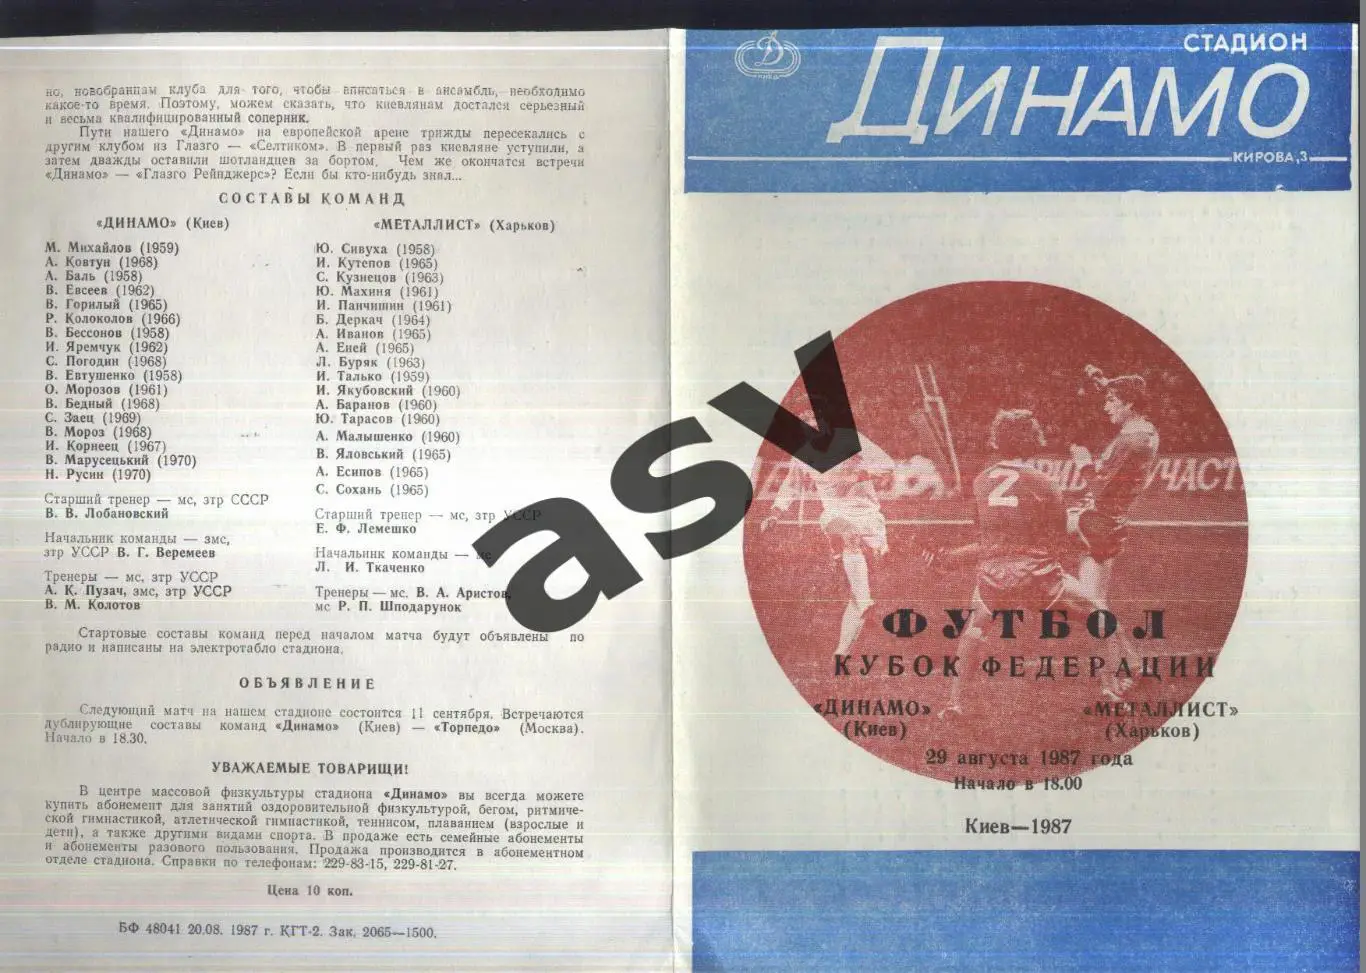 но, новобранцам клуба для того, чтобы вписаться в ансамбль, необходимо
какое-то время. Поэтому, можем сказать, что киевлянам достался серьезный
и весьма квалифицированный соперник.
Пути нашего «Динамо» на европейской арене трижды пересекались с
другим клубом из Глазго — «Селтиком». В первый раз киевляне уступили, а
затем дважды оставили шотландцев за бортом. Чем же окончатся встречи
«Динамо» — «Глазго Рейнджерс»? Если бы кто-нибудь знал...
СОСТАВЫ КОМАНД
«ДИНАМО» (Киев)
М. Михайлов (1959)
А. Ковтун (1968)
А. Баль (1958)
В. Евсеев (1962)
В. Горилый (1965)
Р. Колоколов (1966)
В. Бессонов (1958)
И. Яремчук (1962)
С. Погодин (1968)
В. Евтушенко (1958)
О. Морозов (1961)
В. Бедный (1968)
С. Заец (1969)
В. Мороз (1968)
И. Корнеец (1967)
В. Марусецький (1970)
Н. Русин (1970)
Старший тренер — мс, зтр СССР
В. В. Лобановский
Начальник команды — змс,
зтр УССР В. Г. Веремеев
Тренеры — мс, зтр УССР
А. К. Пузач, змс, зтр УССР
В. М. Колотов
«МЕТАЛЛИСТ» (Харьков)
Ю. Сивуха (1958)
И. Кутепов (1965)
С. Кузнецов (1963)
Ю. Махиня (1961)
И. Панчишин (1961)
Б. Деркач (1964)
А. Иванов (1965)
А. Еней (1965)
Л. Буряк (1963)
И. Талько (1959)
И. Якубовский (1960)
А. Баранов (1960)
Ю. Тарасов (1960)
А. Малышенко (1960)
В. Яловський (1965)
А. Есипов (1965)
С. Сохань (1965)
Старший тренер — мс, зтр УССР
Е. Ф. Лемешко
Начальник команды — мс
Л. И. Ткаченко
Тренеры — мс. В. А. Аристов,
мс Р. П. Шподарунок
Стартовые составы команд перед началом матча будут объявлены по
радио и написаны на электротабло стадиона.
ОБЪЯВЛЕНИЕ
Следующий матч на нашем стадионе состоится 11 сентября. Встречаются
дублирующие составы команд «Динамо» (Киев) — «Торпедо» (Москва).
Начало в 18.30.
УВАЖАЕМЫЕ ТОВАРИЩИ!
В центре массовой физкультуры стадиона «Динамо» вы всегда можете
купить абонемент для занятий оздоровительной физкультурой, бегом, ритмиче-
ской гимнастикой, атлетической гимнастикой, теннисом, плаванием (взрослые и
дети), а также другими видами спорта. В продаже есть семейные абонементы
и абонементы разового пользования. Продажа производится в абонементном
отделе стадиона. Справки по телефонам: 229-83-15, 229-81-27.
Цена 10 коп.
БФ 48041 20.08. 1987 г. КГТ-2. Зак. 2065—1500.
СТАДИОН
ДИНАМО
КИРОВА,3
УЧАСТ
2
ФУТБОЛ
КУБОК ФЕДЕРАЦИИ
«ДИНАМО»
(Киев)
«МЕТАЛЛИСТ»
(Харьков)
29 августа 1987 года
Начало в 18.00
Киев—1987
asv